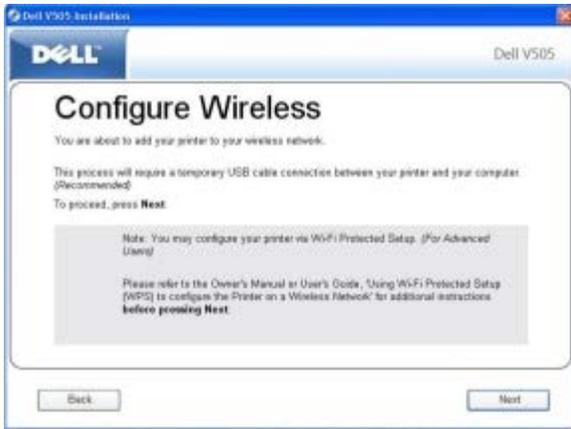 Dell V505 Installation
DELL
Dell V505
Configure Wireless
You are about to add your printer to your wireless network.
This process will require a temporary USB cable connection between your printer and your computer.
(Recommended)
To proceed, press Next
Note: You may configure your printer via Wi-Fi Protected Setup. (For Advanced
Users)
Please refer to the Owner's Manual or User's Guide, 'Using Wi-Fi Protected Setup
(WPS) to configure the Printer on a Wireless Network' for additional instructions
before pressing Next
Back
Next